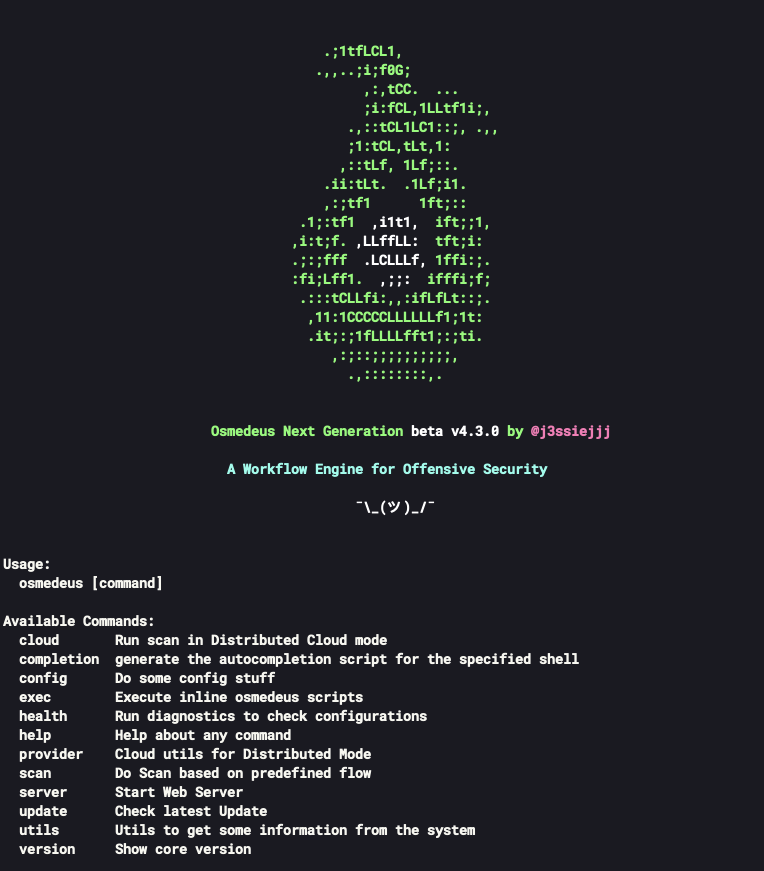 .;1tfLCL1,
.,,..;i;f0G;
,:,tCC.  ...
;i:fCL,1LLtf1i;,
.,::tCL1LC1::;, .,,
;1:tCL,tLt,1:
,::tLf, 1Lf;::.
.ii:tLt.  .1Lf;i1.
,:;tf1      1ft;::
.1;:tf1  ,i1t1,  ift;;1,
,i:t;f. ,LLffLL:  tft;i:
.;:;fff  .LCLLLf, 1ffi:;.
:fi;Lff1.  ,;;:  ifffi;f;
.:::tCLLfi:,,:ifLfLt::;.
,11:1CCCCCLLLLLLf1;1t:
.it;:;1fLLLLfft1;:;ti.
,:;::;;;;;;;;;;,
.,::::::::,.
Osmedeus Next Generation beta v4.3.0 by @j3ssiejjj
A Workflow Engine for Offensive Security
¯\_(ツ)_/¯
Usage:
  osmedeus [command]
Available Commands:
  cloud       Run scan in Distributed Cloud mode
  completion  generate the autocompletion script for the specified shell
  config      Do some config stuff
  exec        Execute inline osmedeus scripts
  health      Run diagnostics to check configurations
  help        Help about any command
  provider    Cloud utils for Distributed Mode
  scan        Do Scan based on predefined flow
  server      Start Web Server
  update      Check latest Update
  utils       Utils to get some information from the system
  version     Show core version